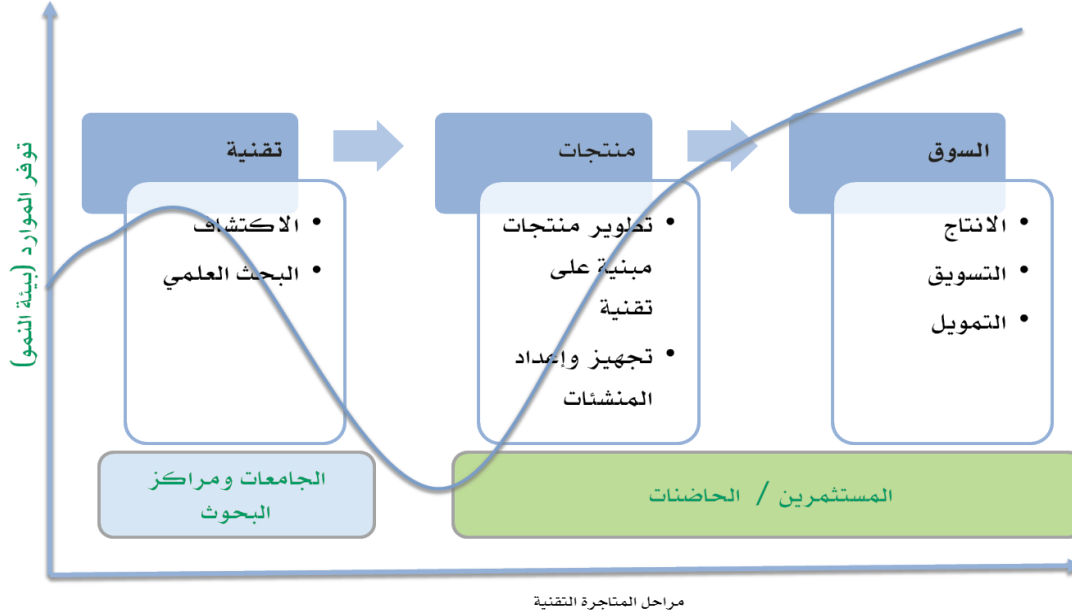 توفر الموارد (بيئة النمو)
تقنية
• الاكتشاف
• البحث العلمي
منتجات
• تطوير منتجات
مبنية على
تقنية
• تجهيز وإعداد
المنشئات
السوق
• الانتاج
• التسويق
• التمويل
الجامعات ومراكز
البحوث
المستثمرين / الحاضنات
مراحل المتاجرة التقنية